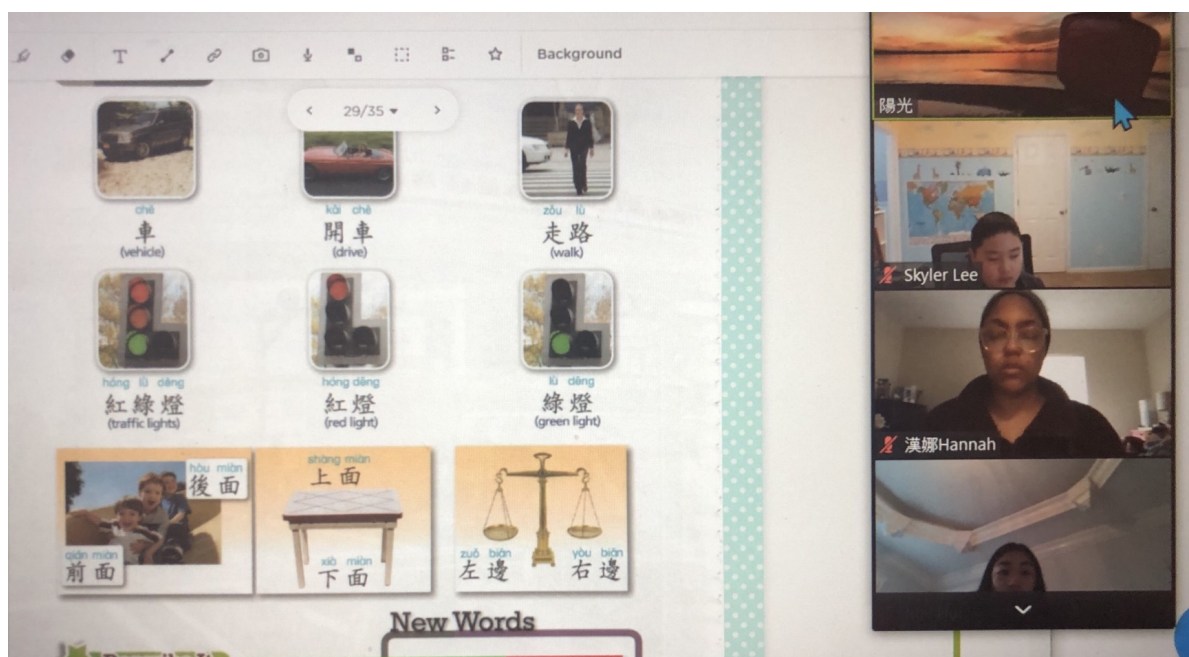 Background
29/35
chē
kāi chē
zǒu lù
車
開車
走路
(vehicle)
(drive)
(walk)
hóng lǜ dēng
hóng dēng
lǜ dēng
紅綠燈
紅燈
綠燈
(traffic lights)
(red light)
(green light)
hòu miàn
後面
qián miàn
前面
shàng miàn
上面
xià miàn
下面
zuǒ biān
左邊
yòu biān
右邊
New Words
陽光
Skyler Lee
漢娜Hannah